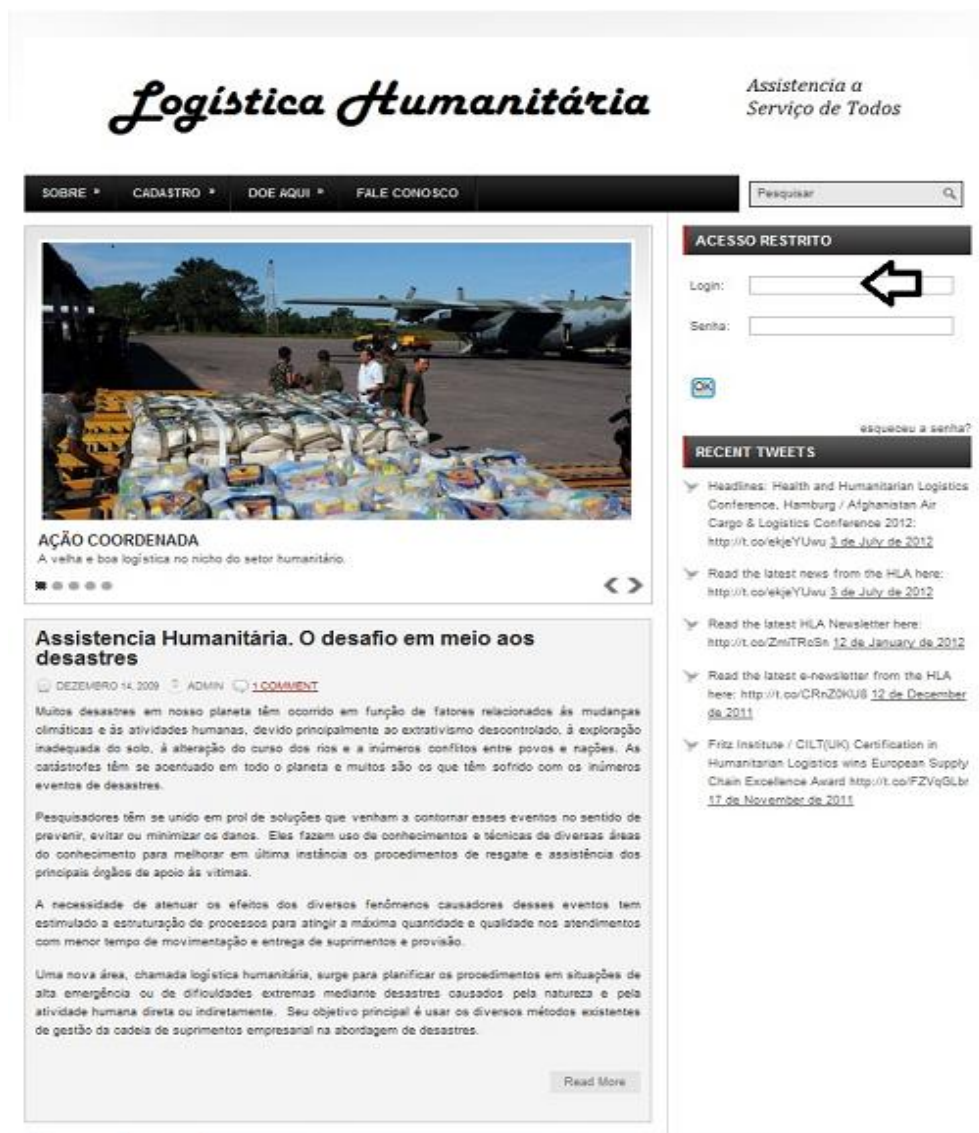 Logística Humanitária
Assistencia a
Serviço de Todos
SOBRE »
CADASTRO »
DOE AQUI »
FALE CONOSCO
Pesquisar
AÇÃO COORDENADA
A velha e boa logística no nicho do setor humanitário.
Assistencia Humanitária. O desafio em meio aos
desastres
DEZEMBRO 14, 2009 ADMIN 1 COMMENT
Muitos desastres em nosso planeta têm ocorrido em função de fatores relacionados ás mudanças
climáticas e ás atividades humanas, devido principalmente ao extrativismo descontrolado, á exploração
inadequada do solo, á alteração do curso dos rios e a inúmeros conflitos entre povos e nações. As
catástrofes têm se acentuado em todo o planeta e muitos são os que têm sofrido com os inúmeros
eventos de desastres.
Pesquisadores têm se unido em prol de soluções que venham a contornar esses eventos no sentido de
prevenir, evitar ou minimizar os danos. Eles fazem uso de conhecimentos e técnicas de diversas áreas
do conhecimento para melhorar em última instância os procedimentos de resgate e assistência dos
principais órgãos de apoio ás vitimas.
A necessidade de atenuar os efeitos dos diversos fenômenos causadores desses eventos tem
estimulado a estruturação de processos para atingir a máxima quantidade e qualidade nos atendimentos
com menor tempo de movimentação e entrega de suprimentos e provisão.
Uma nova área, chamada logística humanitária, surge para planificar os procedimentos em situações de
alta emergência ou de dificuldades extremas mediante desastres causados pela natureza e pela
atividade humana direta ou indiretamente. Seu objetivo principal é usar os diversos métodos existentes
de gestão da cadeia de suprimentos empresarial na abordagem de desastres.
Read More
ACESSO RESTRITO
Login:
Senha:
OK
esqueceu a senha?
RECENT TWEETS
Headlines: Health and Humanitarian Logistics
Conference, Hamburg / Afghanistan Air
Cargo & Logistics Conference 2012:
http://t.co/ekjeYUwu 3 de July de 2012
Read the latest news from the HLA here:
http://t.co/ekjeYUwu 3 de July de 2012
Read the latest HLA Newsletter here:
http://t.co/ZmiTRoSn 12 de January de 2012
Read the latest e-newsletter from the HLA
here: http://t.co/CRnZ0KU8 12 de December
de 2011
Fritz Institute / CILT(UK) Certification in
Humanitarian Logistics wins European Supply
Chain Excellence Award http://t.co/FZVqGLbr
17 de November de 2011